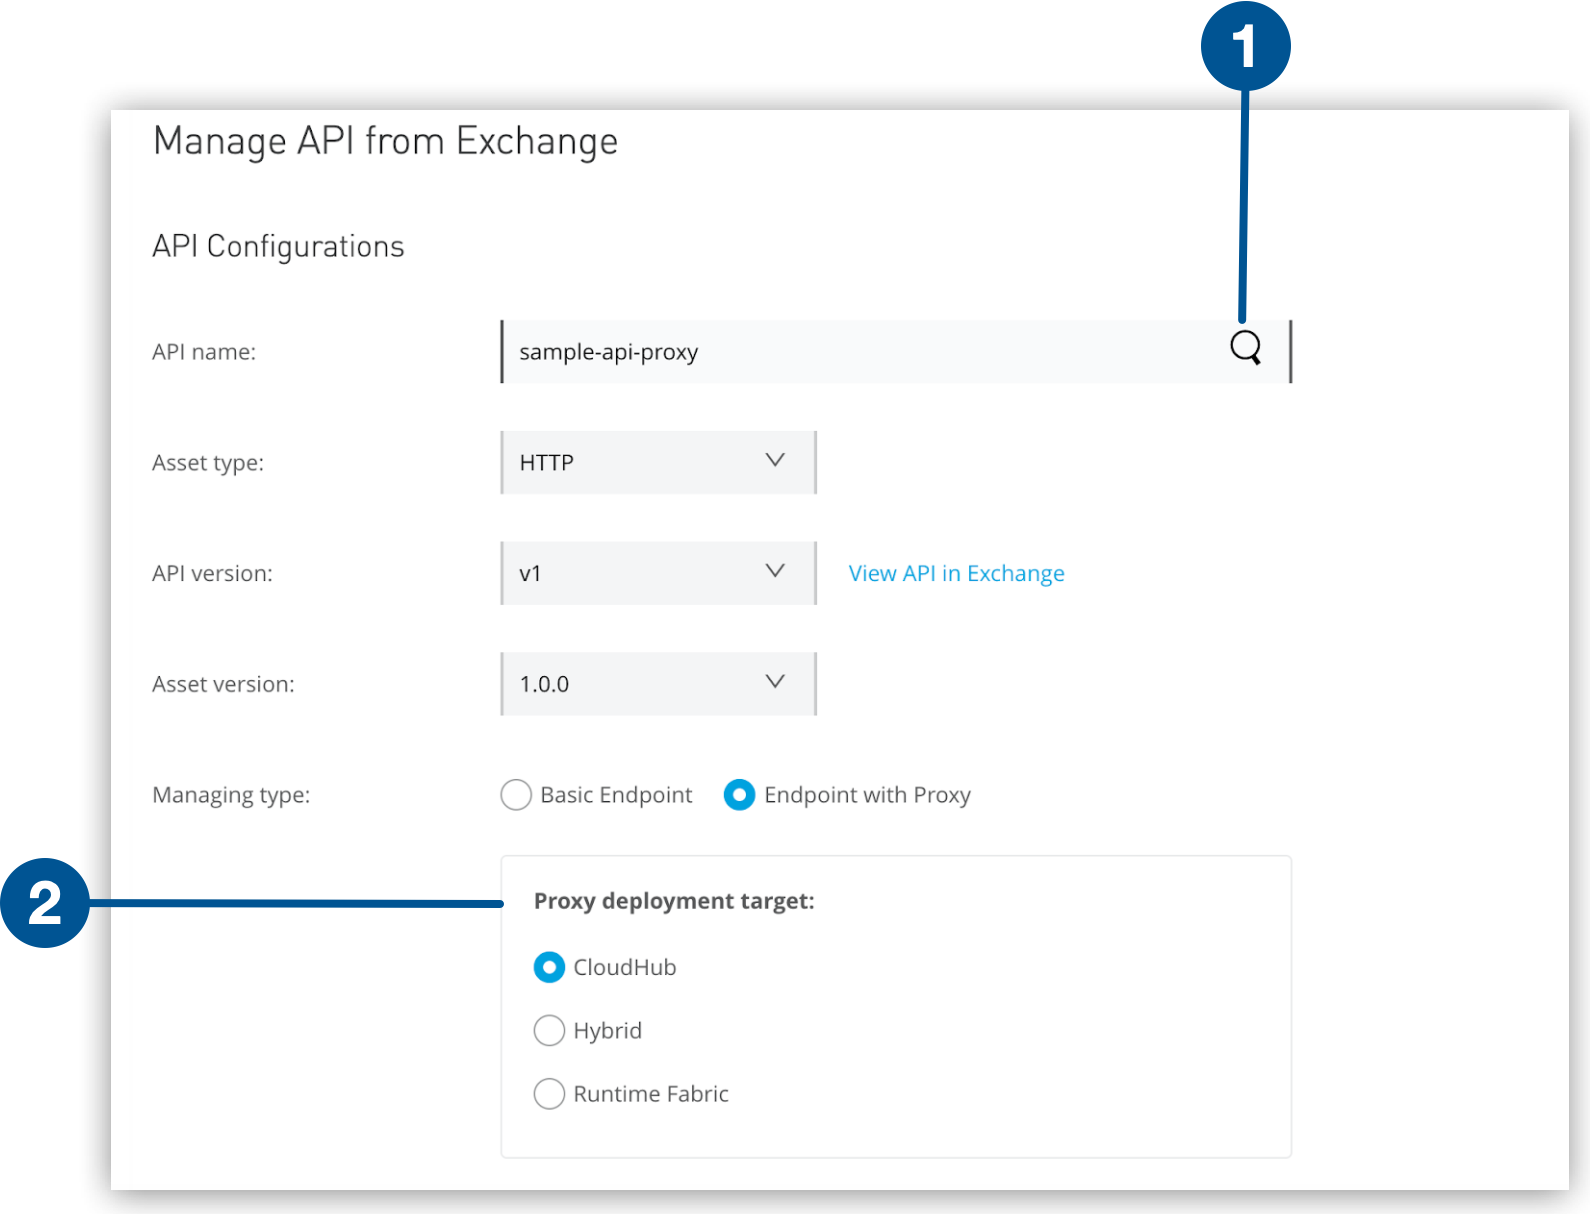 1
Manage API from Exchange
API Configurations
API name: sample-api-proxy
Asset type: HTTP
API version: v1 View API in Exchange
Asset version: 1.0.0
Managing type: Basic Endpoint Endpoint with Proxy
2
Proxy deployment target:
CloudHub
Hybrid
Runtime Fabric